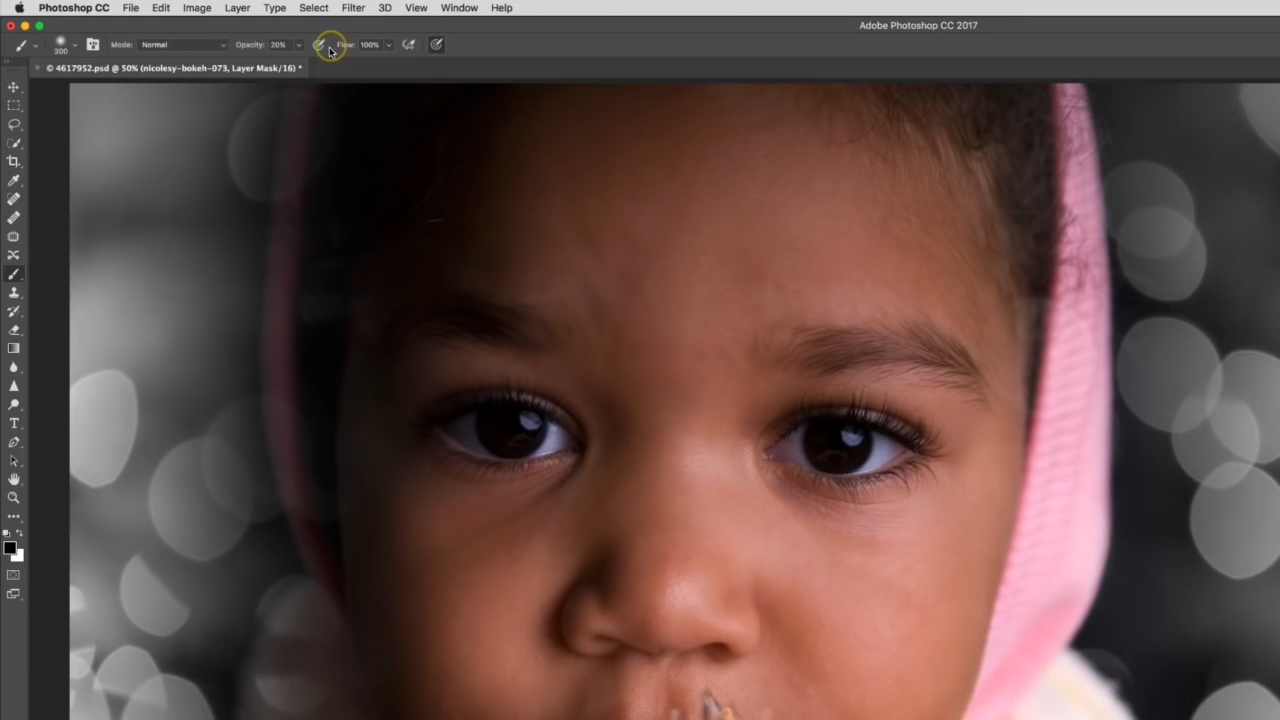 Photoshop CC File Edit Image Layer Type Select Filter 3D View Window Help
Adobe Photoshop CC 2017
300 Mode: Normal Opacity: 20% Flow: 100%
× © 4617952.psd @ 50% (nicolesy-bokeh-073, Layer Mask/16) *